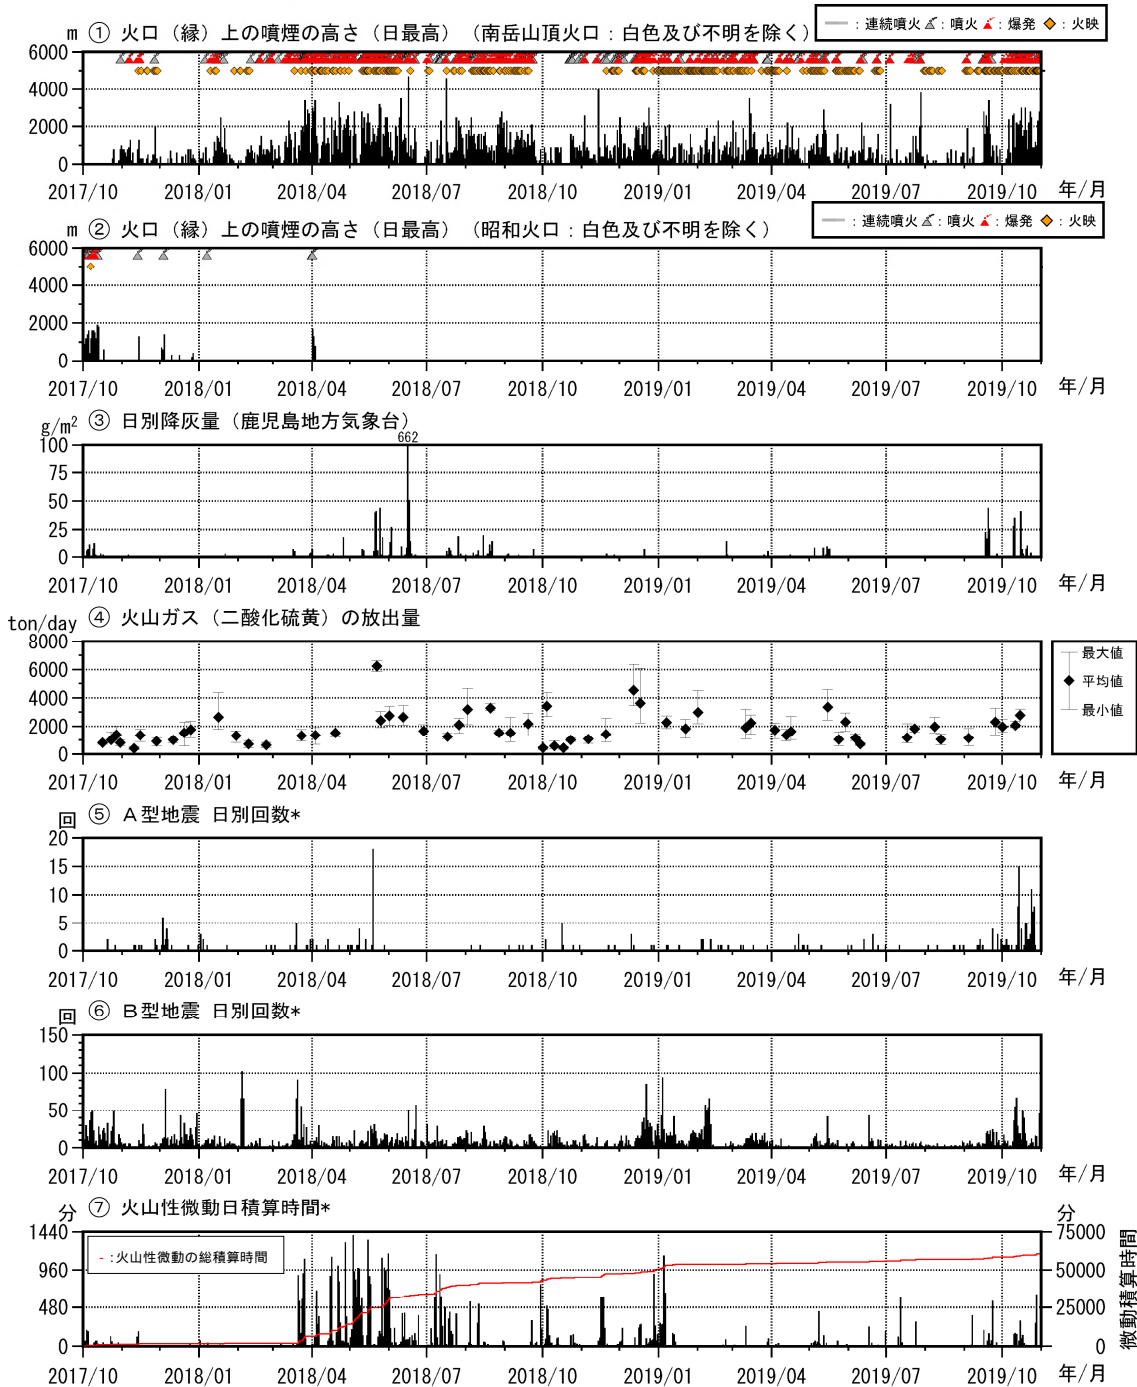 m ① 火口（縁）上の噴煙の高さ（日最高）（南岳山頂火口：白色及び不明を除く）
：連続噴火 ：噴火 ：爆発 ：火映
6000
4000
2000
0
2017/10 2018/01 2018/04 2018/07 2018/10 2019/01 2019/04 2019/07 2019/10 年/月
m ② 火口（縁）上の噴煙の高さ（日最高）（昭和火口：白色及び不明を除く）
：連続噴火 ：噴火 ：爆発 ：火映
6000
4000
2000
0
2017/10 2018/01 2018/04 2018/07 2018/10 2019/01 2019/04 2019/07 2019/10 年/月
g/m² ③ 日別降灰量（鹿児島地方気象台）
662
100
75
50
25
0
2017/10 2018/01 2018/04 2018/07 2018/10 2019/01 2019/04 2019/07 2019/10 年/月
ton/day ④ 火山ガス（二酸化硫黄）の放出量
8000
6000
4000
2000
0
最大値
平均値
最小値
2017/10 2018/01 2018/04 2018/07 2018/10 2019/01 2019/04 2019/07 2019/10 年/月
回 ⑤ Ａ型地震 日別回数*
20
15
10
5
0
2017/10 2018/01 2018/04 2018/07 2018/10 2019/01 2019/04 2019/07 2019/10 年/月
回 ⑥ Ｂ型地震 日別回数*
150
100
50
0
2017/10 2018/01 2018/04 2018/07 2018/10 2019/01 2019/04 2019/07 2019/10 年/月
分 ⑦ 火山性微動日積算時間* 分
1440
960
480
0
-：火山性微動の総積算時間
75000
50000
25000
0
微動積算時間
2017/10 2018/01 2018/04 2018/07 2018/10 2019/01 2019/04 2019/07 2019/10 年/月